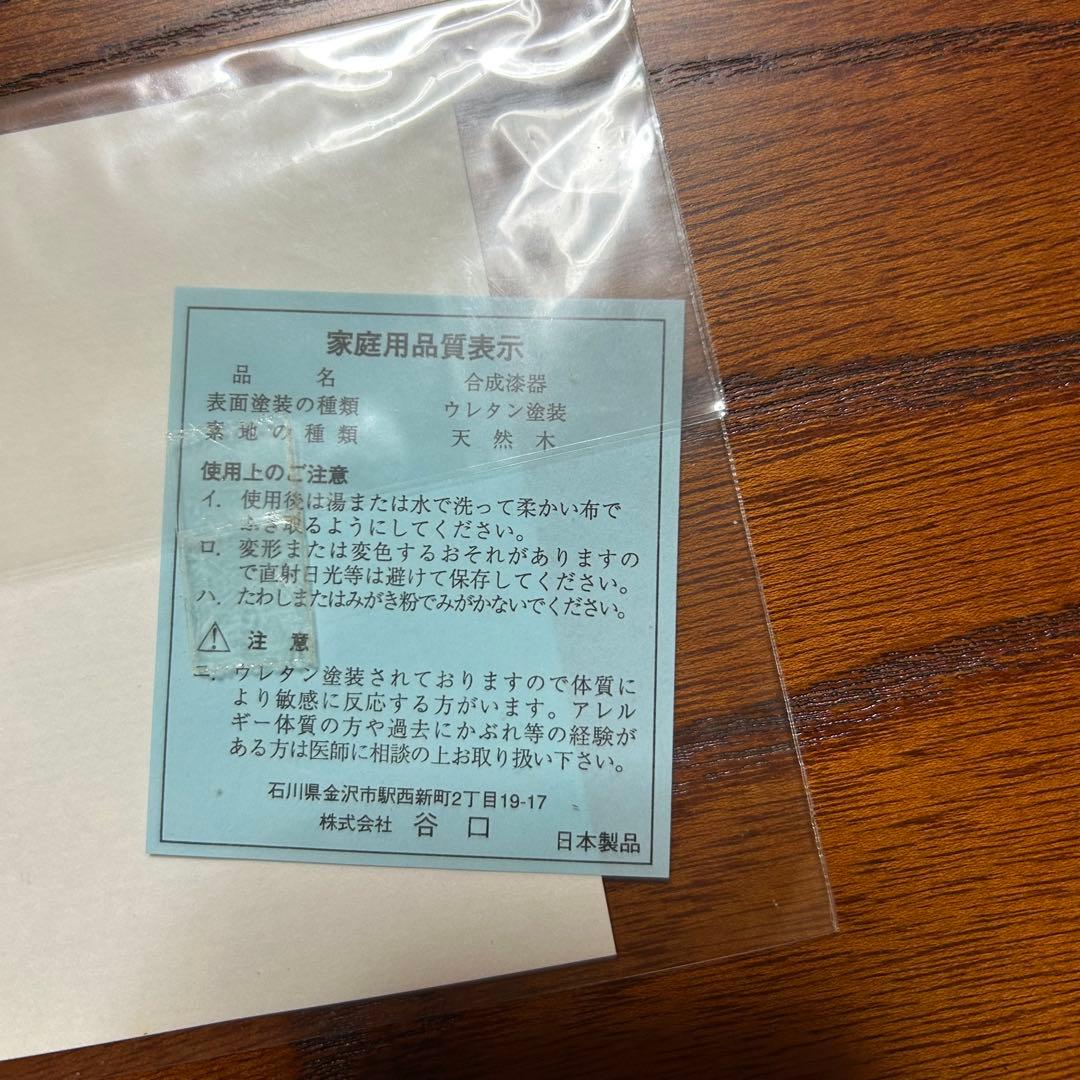 家庭用品質表示
品　　　名　　　　　合成漆器
表面塗装の種類　　　ウレタン塗装
素地の種類　　　天然木
使用上のご注意
イ．使用後は湯または水で洗って柔かい布で
ふき取るようにしてください。
ロ．変形または変色するおそれがありますの
で直射日光等は避けて保存してください。
ハ．たわしまたはみがき粉でみがかないでください。
⚠ 注意
ニ．ウレタン塗装されておりますので体質に
より敏感に反応する方がいます。アレル
ギー体質の方や過去にかぶれ等の経験が
ある方は医師に相談の上お取り扱い下さい。
石川県金沢市駅西新町2丁目19-17
株式会社　谷口
日本製品